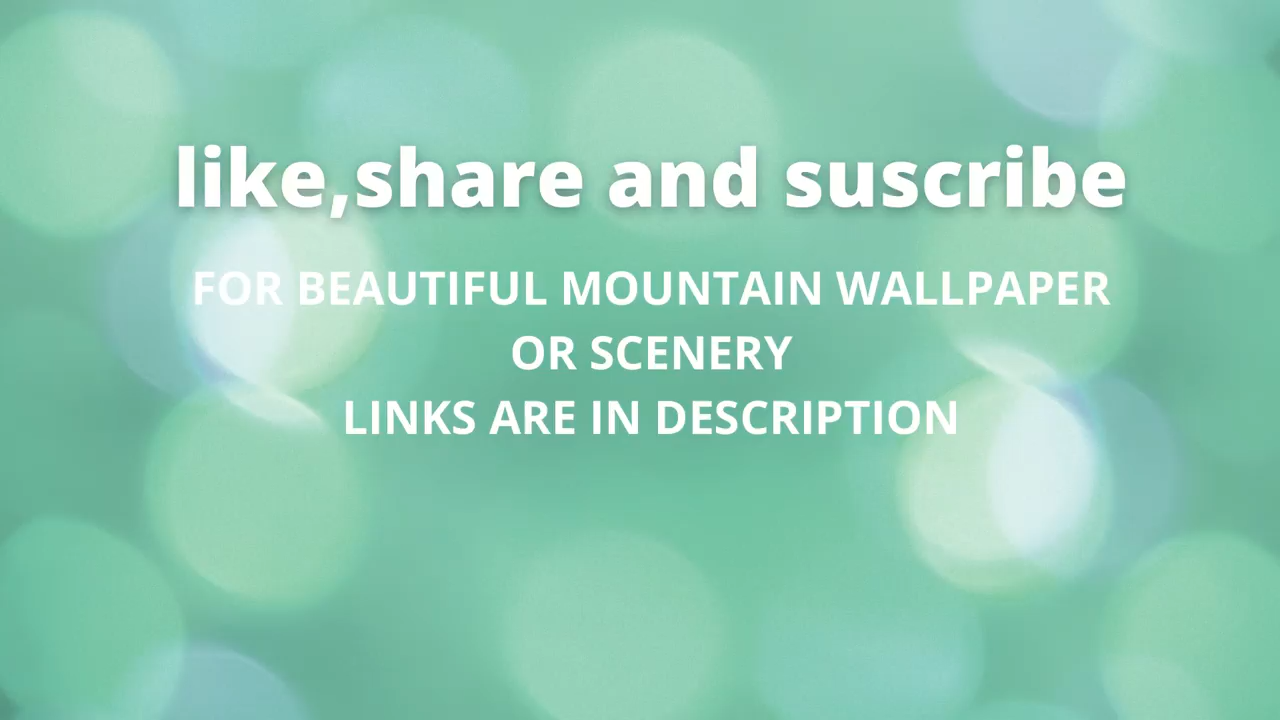 like,share and suscribe
FOR BEAUTIFUL MOUNTAIN WALLPAPER
OR SCENERY
LINKS ARE IN DESCRIPTION